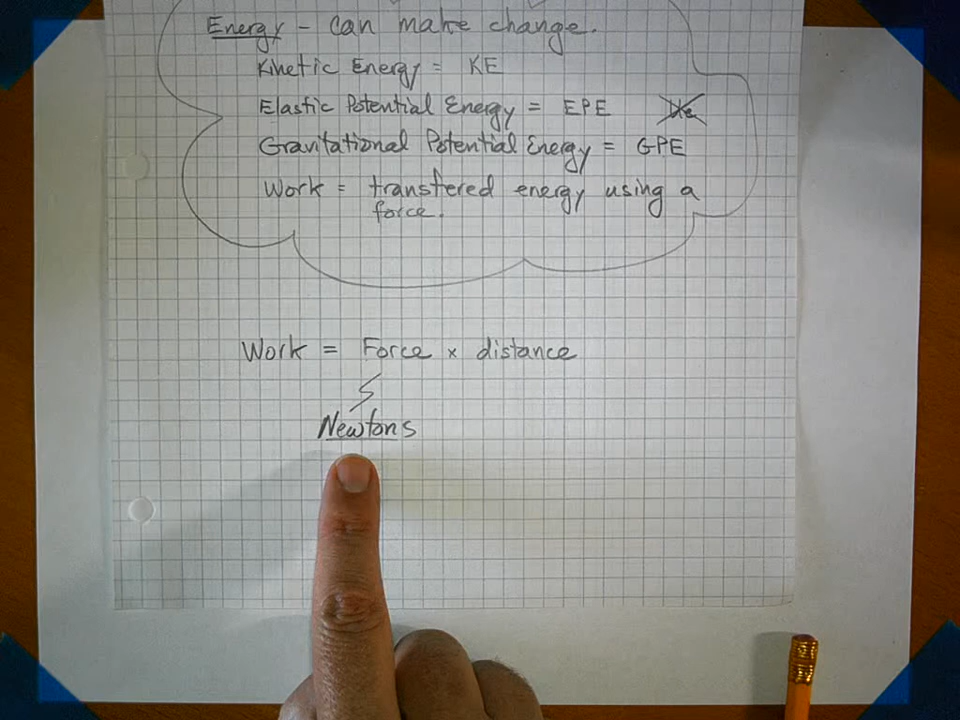 Energy - can make change.
Kinetic Energy = KE
Elastic Potential Energy = EPE
Gravitational Potential Energy = GPE
Work = transfered energy using a
force.
Work = Force × distance
Newtons